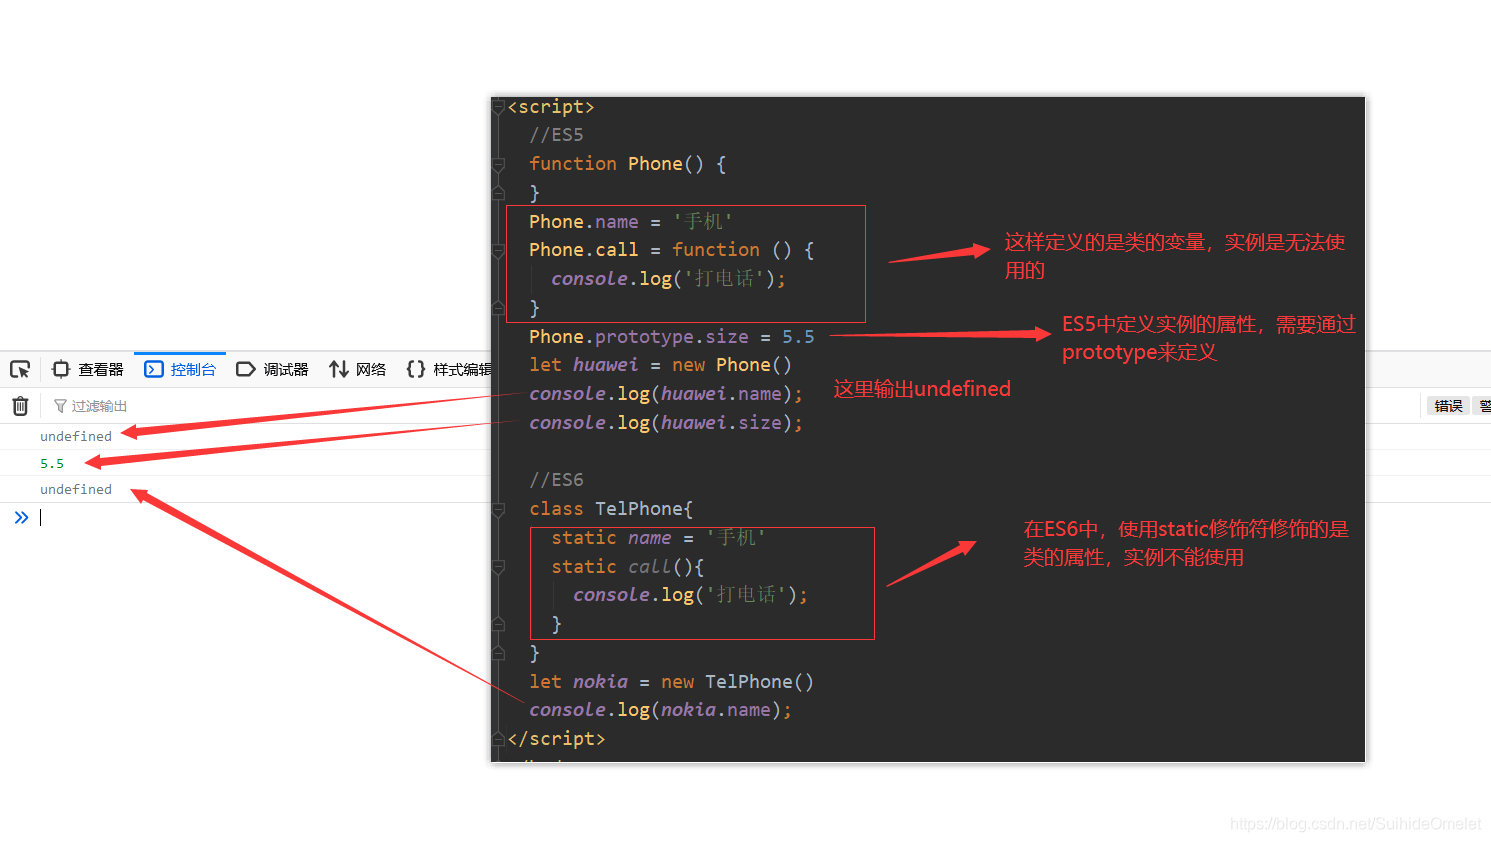 <script>
//ES5
function Phone() {
}
Phone.name = '手机'
Phone.call = function () {
console.log('打电话');
}
Phone.prototype.size = 5.5
let huawei = new Phone()
console.log(huawei.name);
console.log(huawei.size);
//ES6
class TelPhone{
static name = '手机'
static call(){
console.log('打电话');
}
}
let nokia = new TelPhone()
console.log(nokia.name);
</script>
这样定义的是类的变量，实例是无法使
用的
ES5中定义实例的属性，需要通过
prototype来定义
这里输出undefined
在ES6中，使用static修饰符修饰的是
类的属性，实例不能使用
查看器
控制台
调试器
网络
样式编辑
过滤输出
错误
undefined
5.5
undefined
https://blog.csdn.net/SuihideOmelet